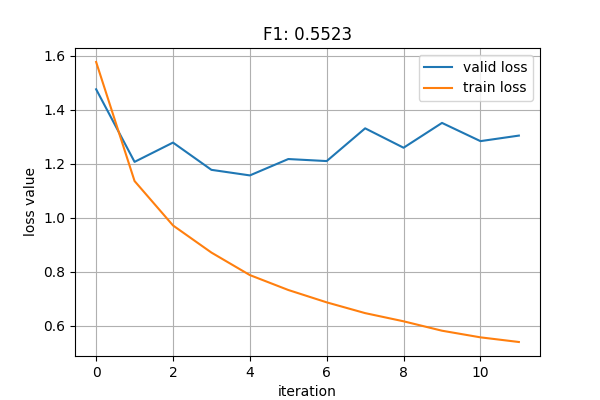 F1: 0.5523
valid loss
train loss
1.6
1.4
1.2
1.0
0.8
0.6
loss value
0 2 4 6 8 10
iteration